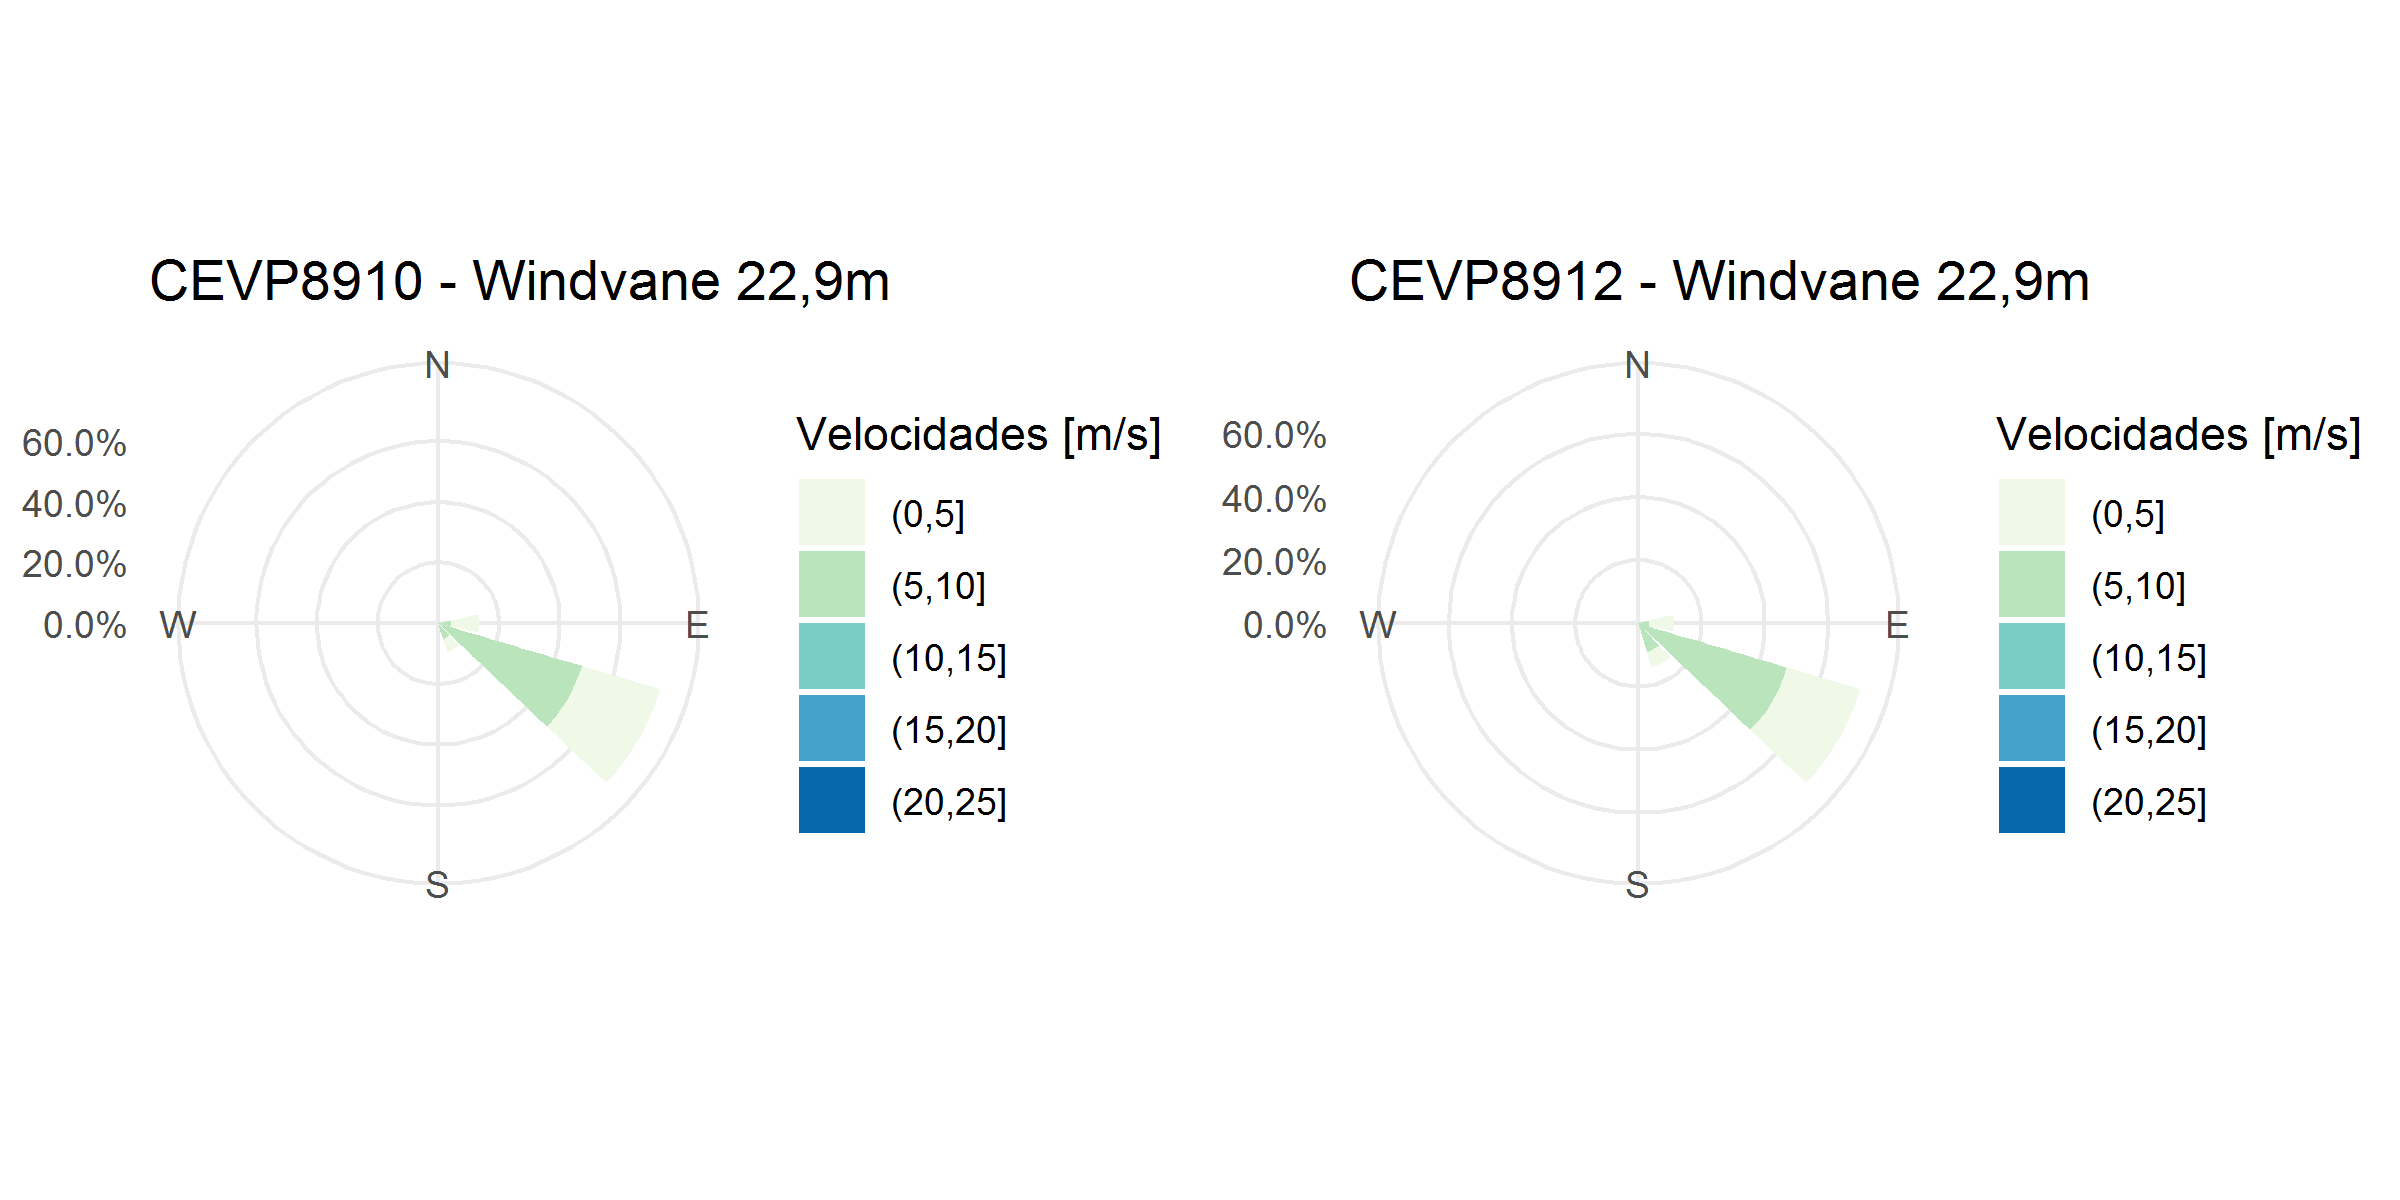 CEVP8910 - Windvane 22,9m
N
60.0%
40.0%
20.0%
0.0%
W
E
S
Velocidades [m/s]
(0,5]
(5,10]
(10,15]
(15,20]
(20,25]
CEVP8912 - Windvane 22,9m
N
60.0%
40.0%
20.0%
0.0%
W
E
S
Velocidades [m/s]
(0,5]
(5,10]
(10,15]
(15,20]
(20,25]